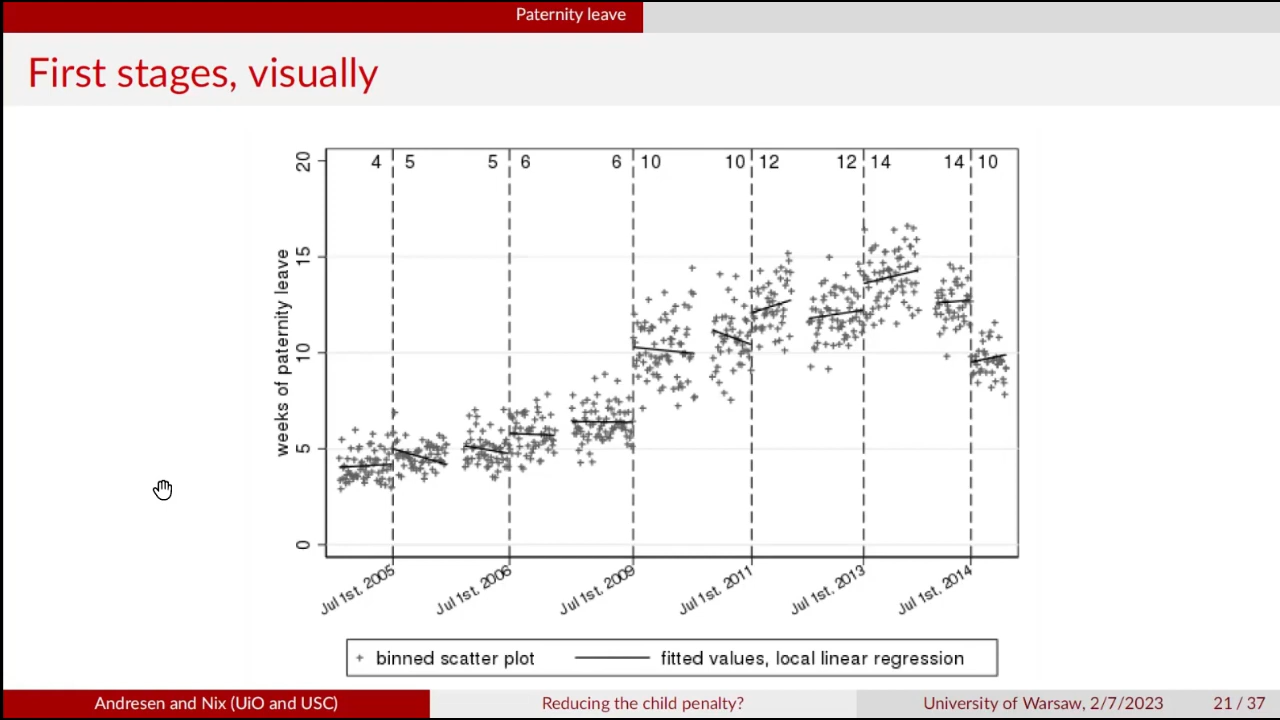 Paternity leave
First stages, visually
20
15
10
5
0
weeks of paternity leave
4 5 5 6 6 10 10 12 12 14 14 10
Jul 1st, 2005 Jul 1st, 2006 Jul 1st, 2009 Jul 1st, 2011 Jul 1st, 2013 Jul 1st, 2014
binned scatter plot fitted values, local linear regression
Andresen and Nix (UiO and USC) Reducing the child penalty? University of Warsaw, 2/7/2023 21 / 37